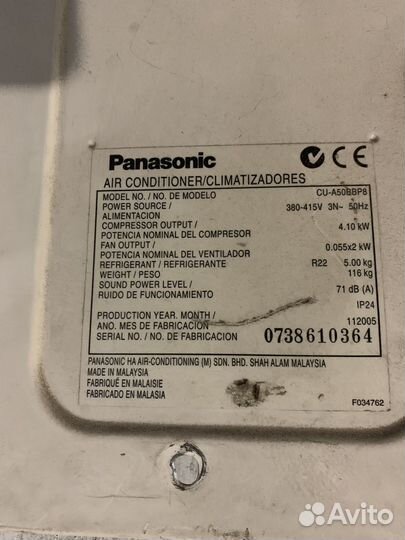 Panasonic CE
AIR CONDITIONER/CLIMATIZADORES
MODEL NO. / NO. DE MODELO CU-A50BBP8
POWER SOURCE / 380-415V 3N~ 50Hz
ALIMENTACION
COMPRESSOR OUTPUT / 4.10 kW
POTENCIA NOMINAL DEL COMPRESOR
FAN OUTPUT / 0.055x2 kW
POTENCIA NOMINAL DEL VENTILADOR
REFRIGERANT / REFRIGERANTE R22 5.00 kg
WEIGHT / PESO 116 kg
SOUND POWER LEVEL / 71 dB (A)
RUIDO DE FUNCIONAMIENTO
IP24
PRODUCTION YEAR. MONTH / 112005
ANO. MES DE FABRICACION
SERIAL NO. / NO. DE FABRICACION 0738610364
PANASONIC HA AIR-CONDITIONING (M) SDN. BHD. SHAH ALAM MALAYSIA
MADE IN MALAYSIA
FABRIQUÉ EN MALAISIE
FABRICADO EN MALASIA
F034762
Avito